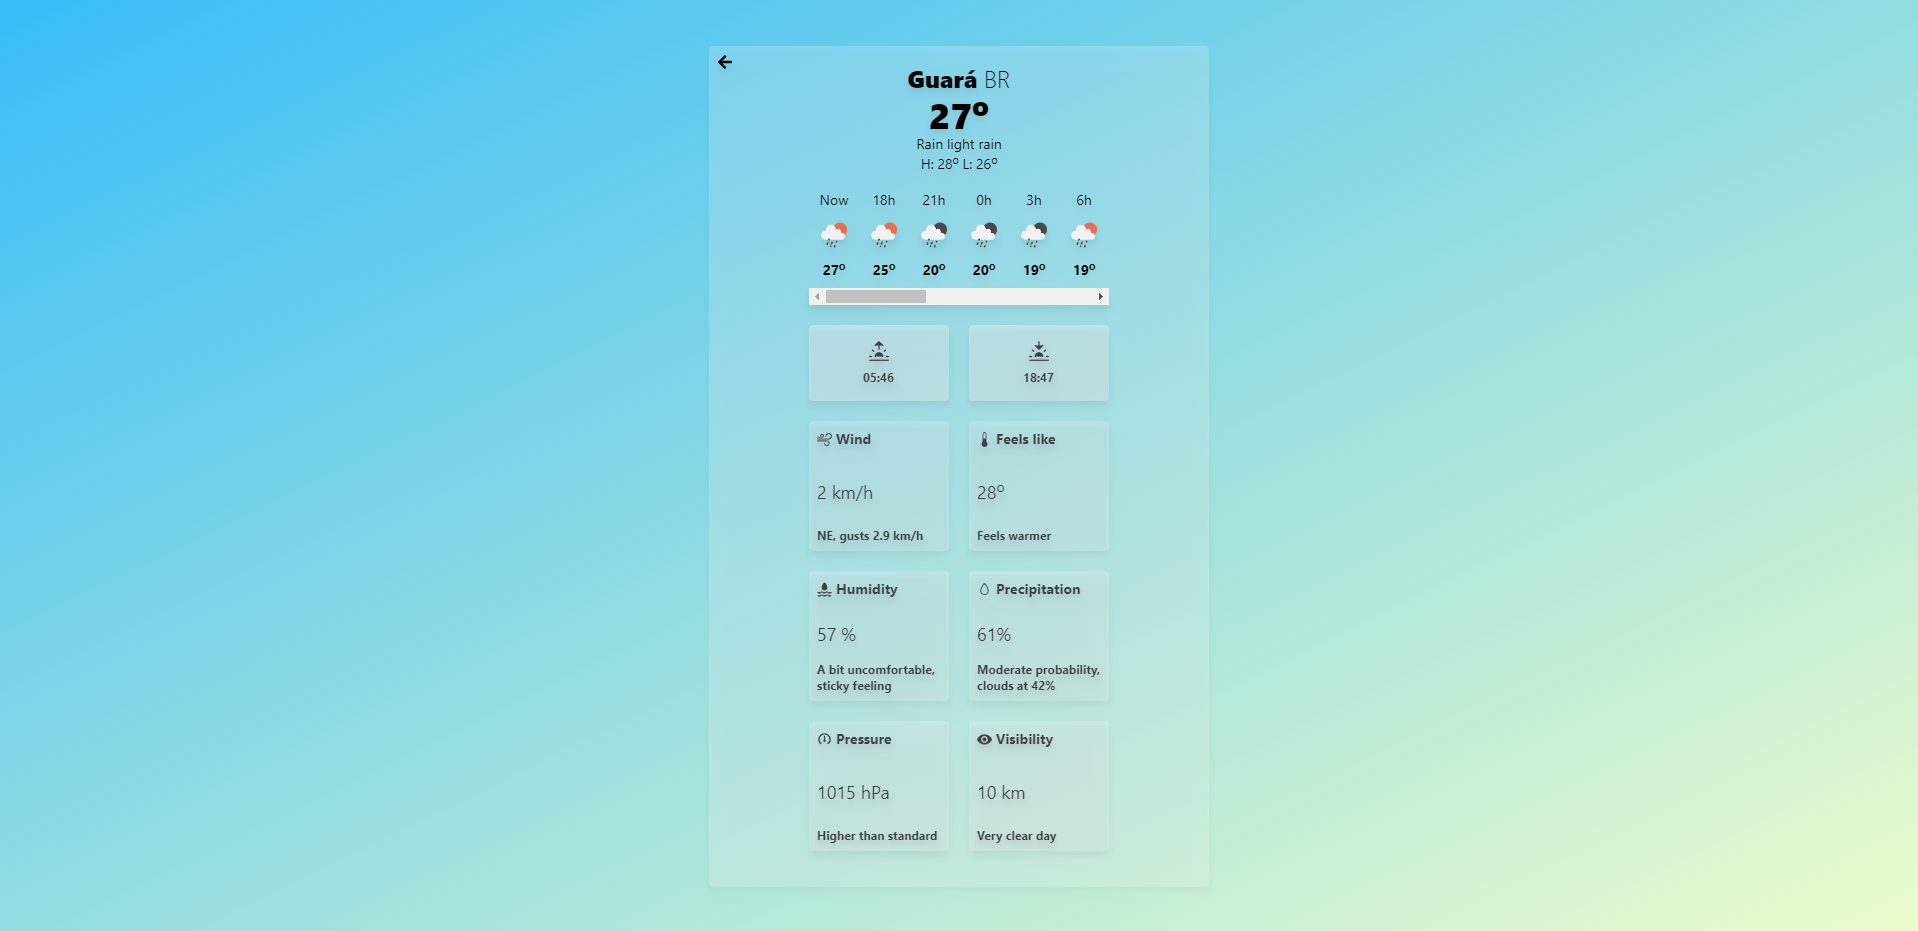 Guará BR
27º
Rain light rain
H: 28º L: 26º
Now 18h 21h 0h 3h 6h
27º 25º 20º 20º 19º 19º
05:46 18:47
Wind
2 km/h
NE, gusts 2.9 km/h
Feels like
28º
Feels warmer
Humidity
57 %
A bit uncomfortable,
sticky feeling
Precipitation
61%
Moderate probability,
clouds at 42%
Pressure
1015 hPa
Higher than standard
Visibility
10 km
Very clear day